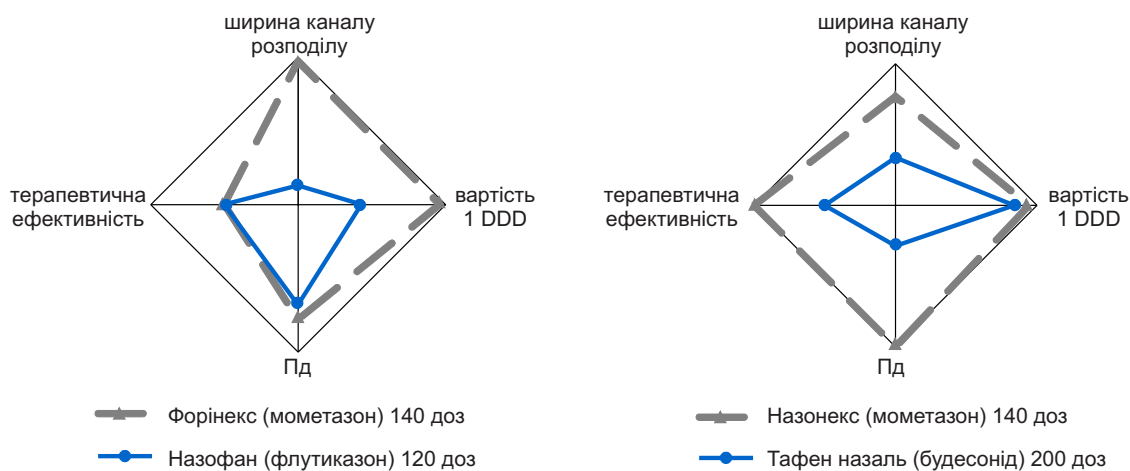 ширина каналу
розподілу
терапевтична
ефективність
вартість
1 DDD
Пд
Форінекс (мометазон) 140 доз
Назофан (флутиказон) 120 доз
ширина каналу
розподілу
терапевтична
ефективність
вартість
1 DDD
Пд
Назонекс (мометазон) 140 доз
Тафен назаль (будесонід) 200 доз